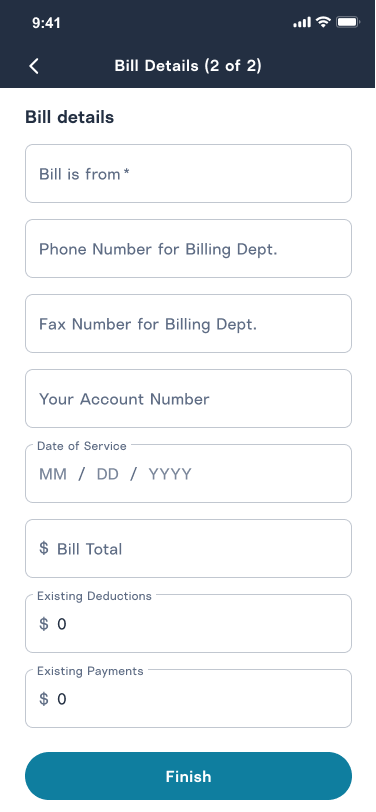 9:41
Bill Details (2 of 2)
Bill details
Bill is from*
Phone Number for Billing Dept.
Fax Number for Billing Dept.
Your Account Number
Date of Service
MM / DD / YYYY
$ Bill Total
Existing Deductions
$ 0
Existing Payments
$ 0
Finish